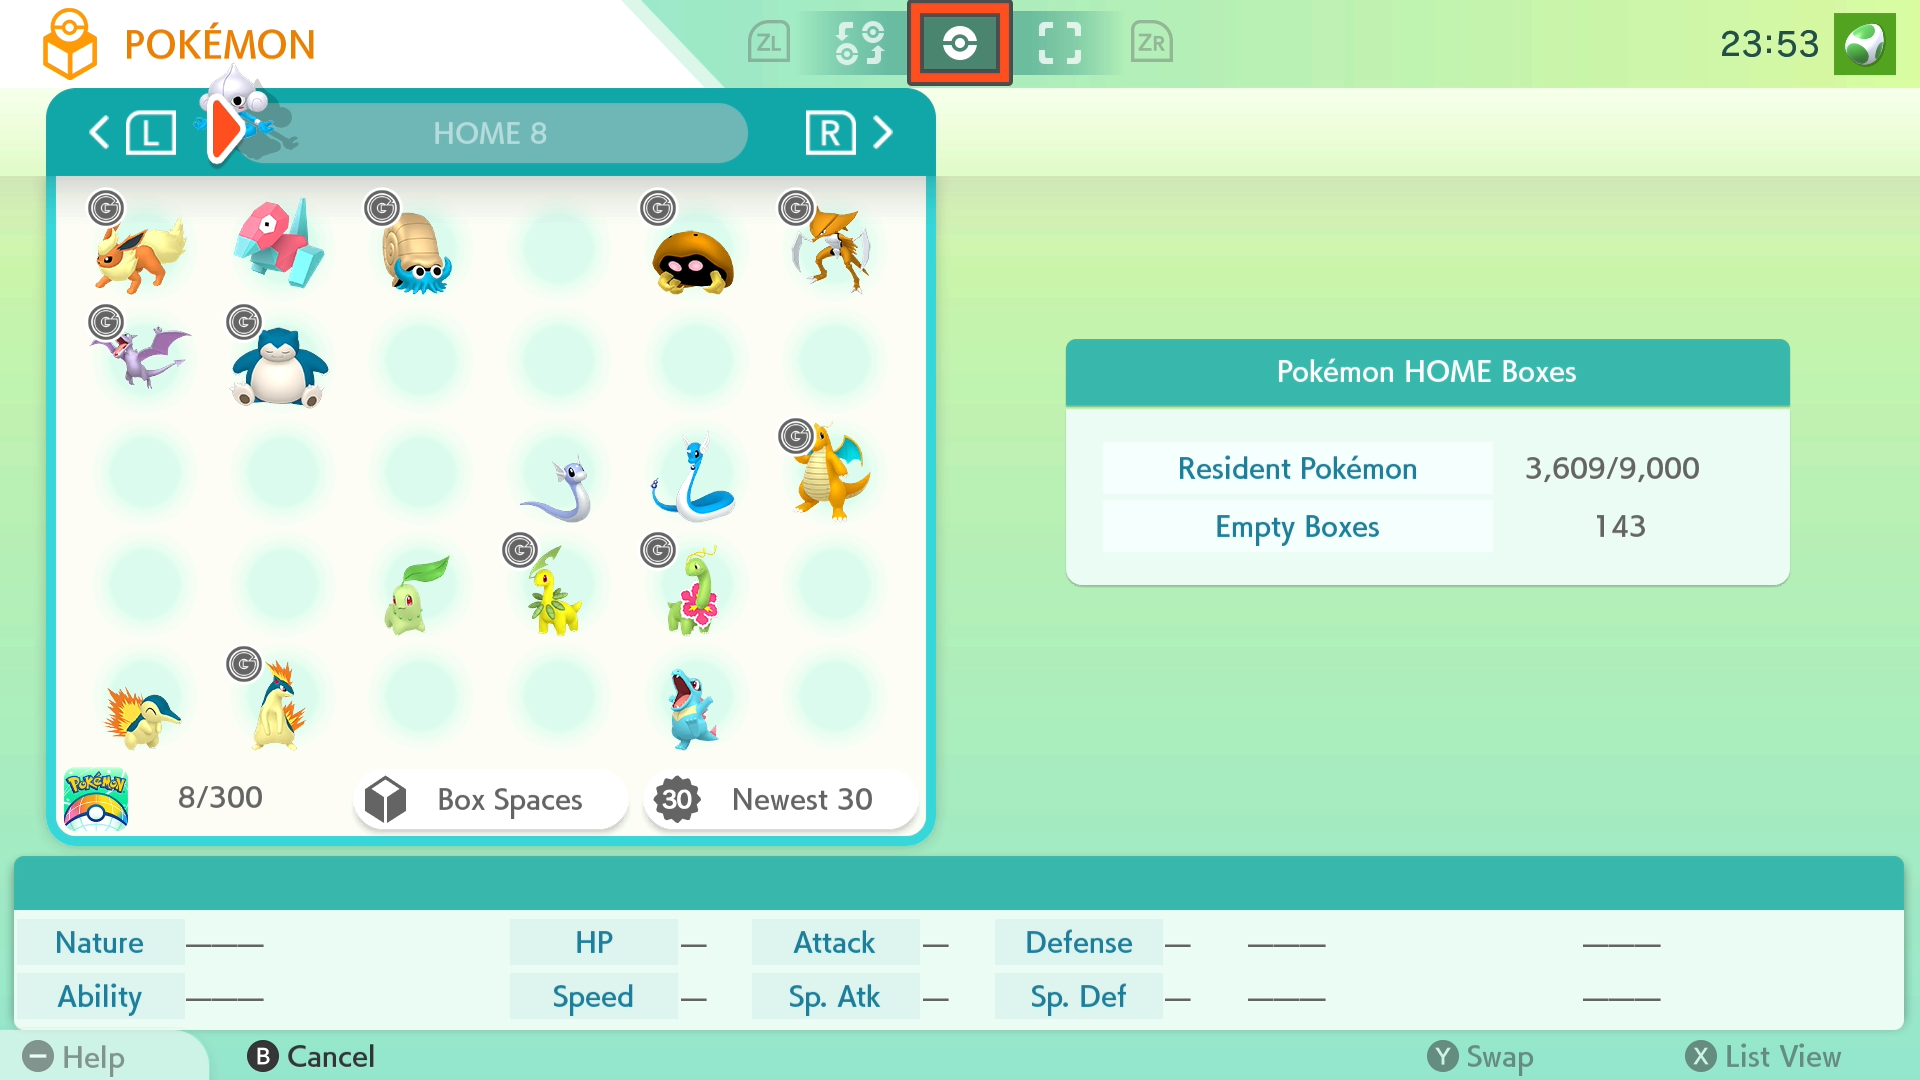 POKÉMON
ZL
ZR
23:53
L
HOME 8
R
Pokémon HOME Boxes
Resident Pokémon 3,609/9,000
Empty Boxes 143
POKÉMON
8/300
Box Spaces
30 Newest 30
Nature ——— HP — Attack — Defense — ——— ———
Ability ——— Speed — Sp. Atk — Sp. Def — ——— ———
Help
B Cancel
Y Swap
X List View